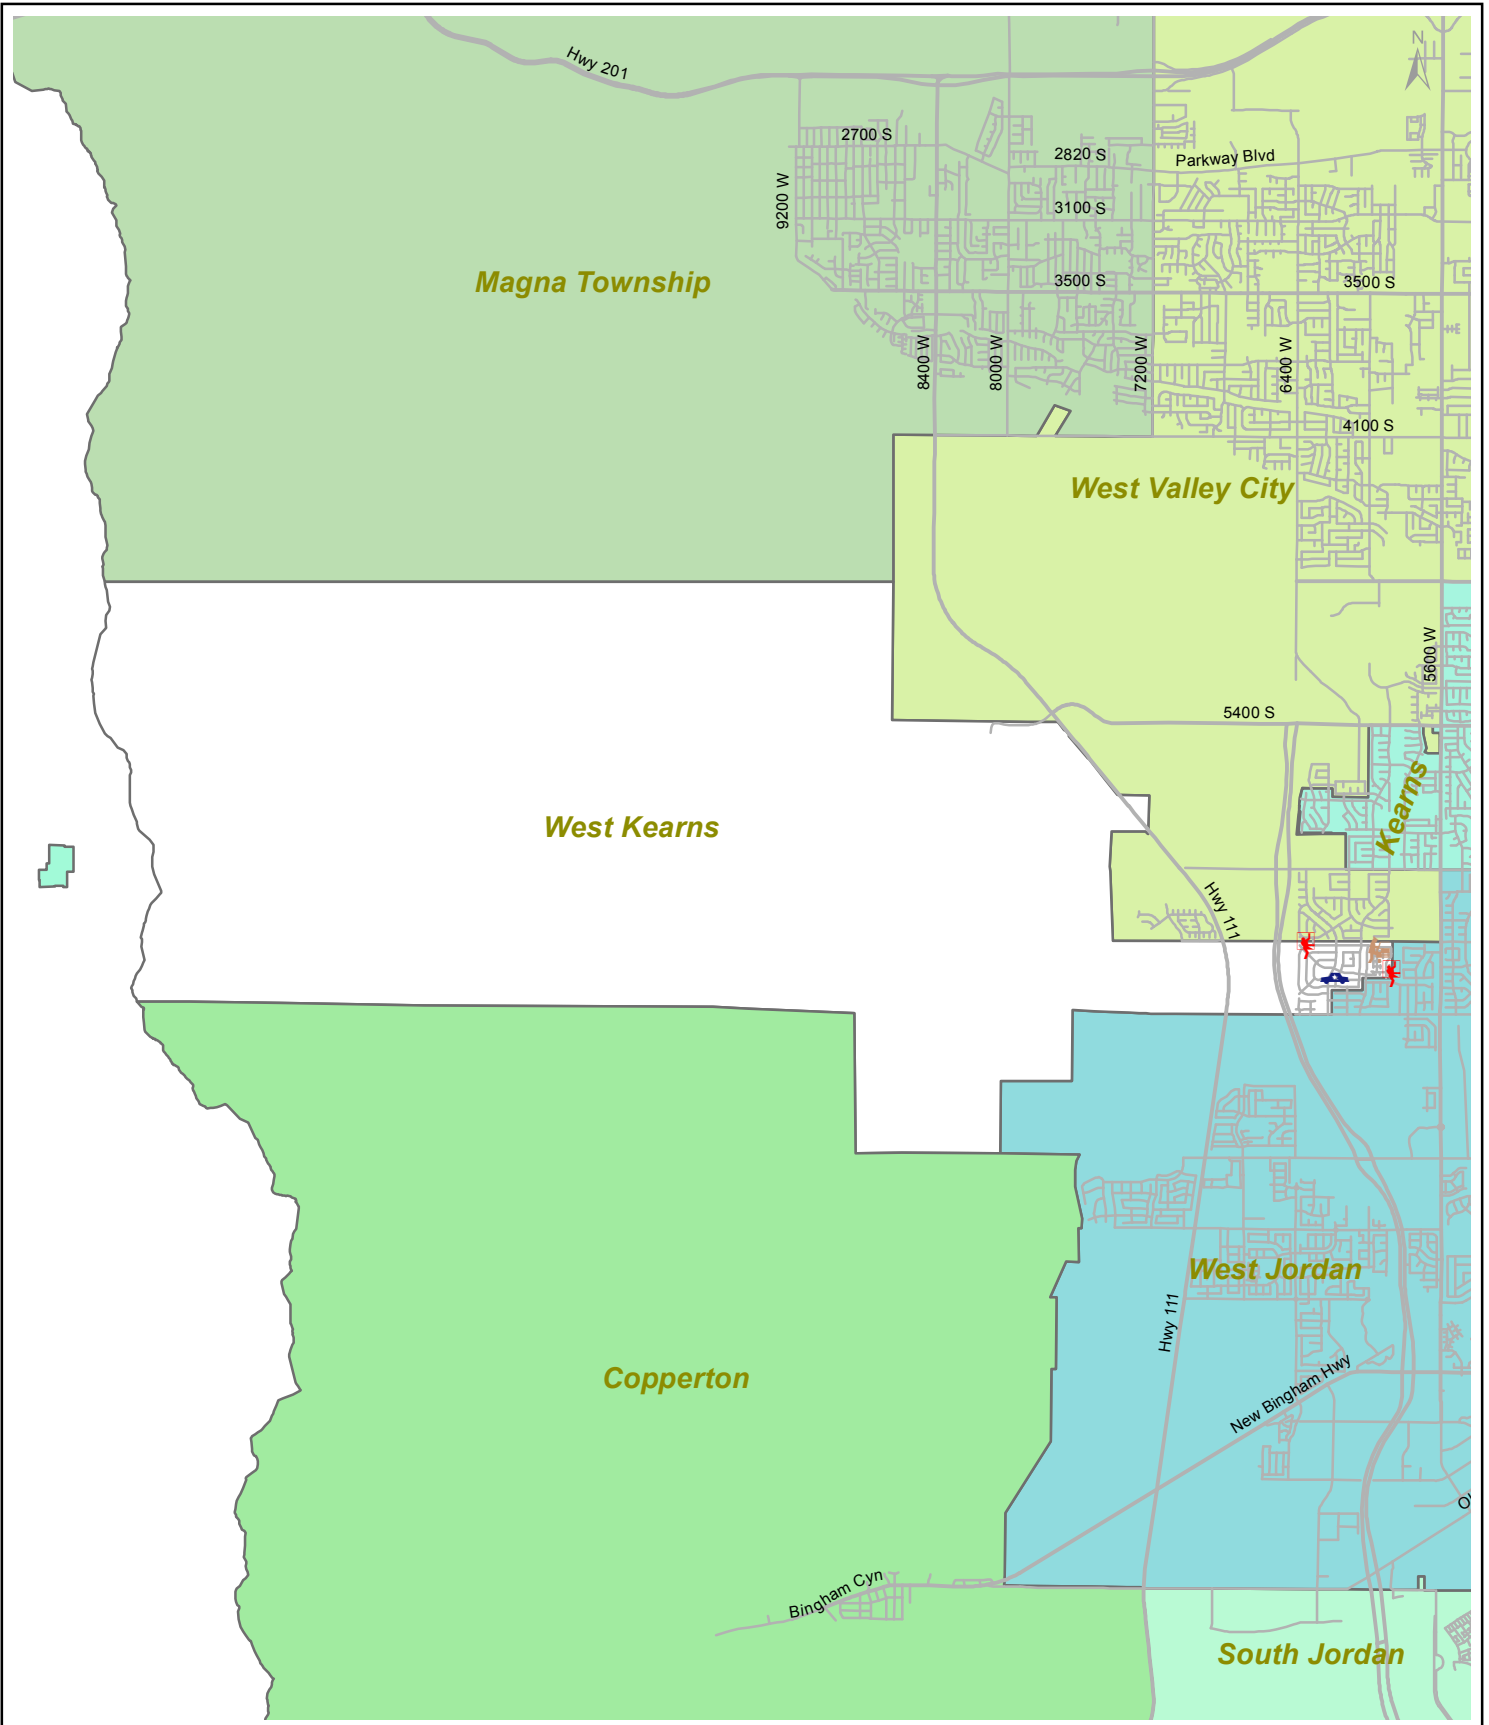 N
Hwy 201
2700 S
2820 S
Parkway Blvd
9200 W
3100 S
Magna Township
3500 S
3500 S
8400 W
8000 W
7200 W
6400 W
4100 S
West Valley City
5600 W
5400 S
Kearns
West Kearns
Hwy 111
West Jordan
Hwy 111
Copperton
New Bingham Hwy
Ol
Bingham Cyn
South Jordan